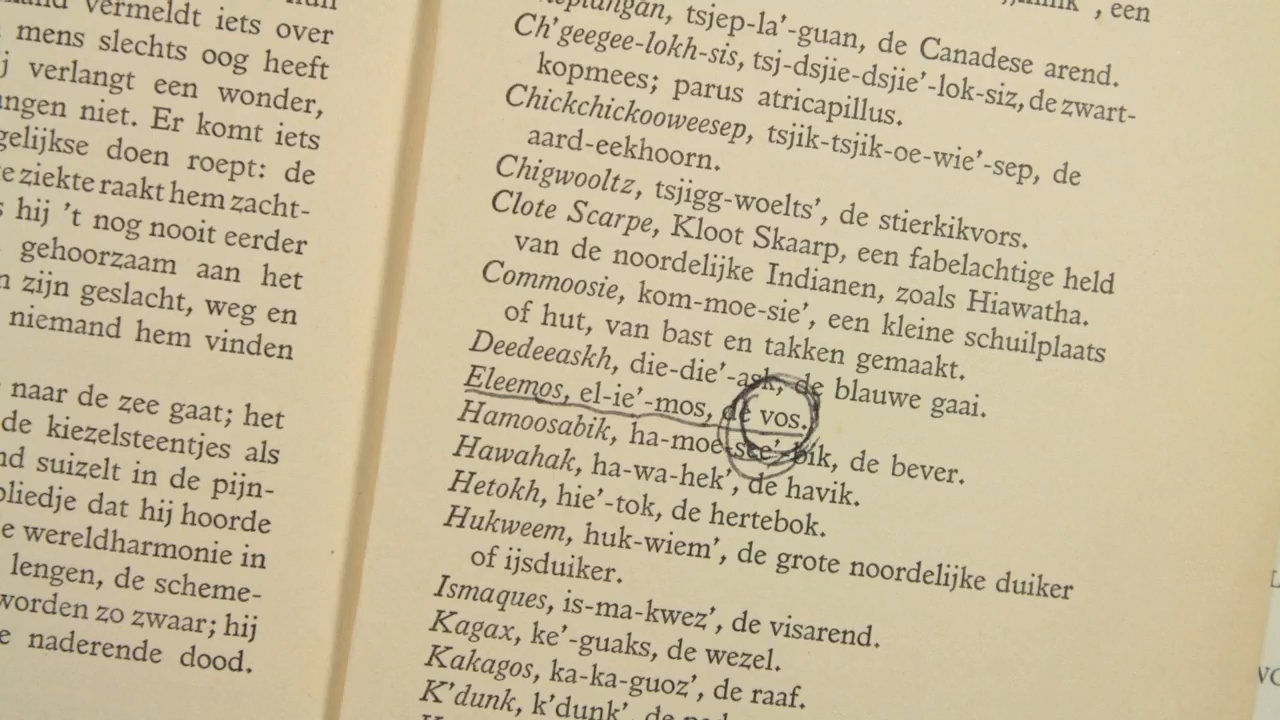 vermeldt iets over
mens slechts oog heeft
verlangt een wonder,
niet. Er komt iets
doen roept: de
ziekte raakt hem zacht-
hij 't nog nooit eerder
gehoorzaam aan het
zijn geslacht, weg en
niemand hem vinden
naar de zee gaat; het
de kiezelsteentjes als
suizelt in de pijn-
dat hij hoorde
wereldharmonie in
lengen, de scheme-
worden zo zwaar; hij
naderende dood.
, een
tsjep-la'-guan, de Canadese arend.
Ch'geegee-lokh-sis, tsj-dsjie-dsjie'-lok-siz, de zwart-
kopmees; parus atricapillus.
Chickchickooweesep, tsjik-tsjik-oe-wie'-sep, de
aard-eekhoorn.
Chigwooltz, tsjigg-woelts', de stierkikvors.
Clote Scarpe, Kloot Skaarp, een fabelachtige held
van de noordelijke Indianen, zoals Hiawatha.
Commoosie, kom-moe-sie', een kleine schuilplaats
of hut, van bast en takken gemaakt.
Deedeeaskh, die-die'-ask, de blauwe gaai.
Eleemos, el-ie'-mos, de vos.
Hamoosabik, ha-moe-see'-bik, de bever.
Hawahak, ha-wa-hek', de havik.
Hetokh, hie'-tok, de hertebok.
Hukweem, huk-wiem', de grote noordelijke duiker
of ijsduiker.
Ismaques, is-ma-kwez', de visarend.
Kagax, ke'-guaks, de wezel.
Kakagos, ka-ka-guoz', de raaf.
K'dunk, k'dunk', de